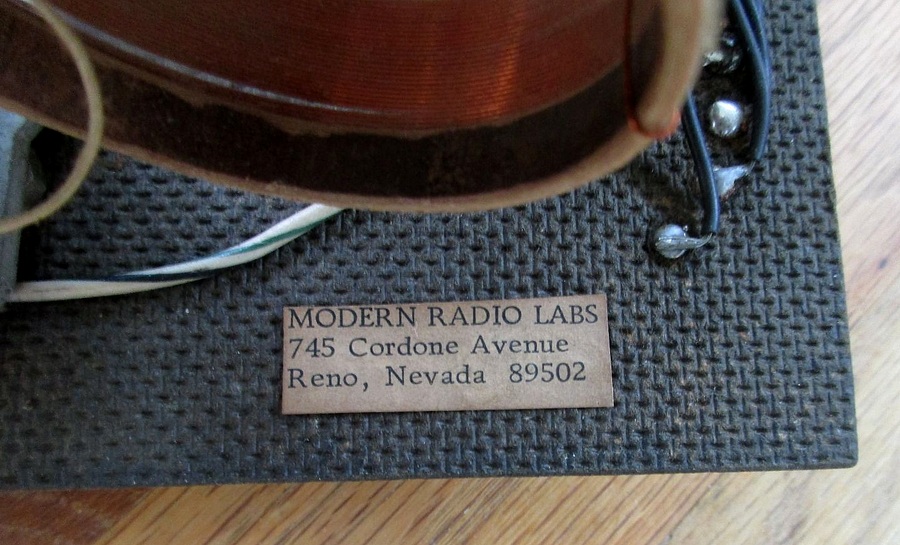 MODERN RADIO LABS
745 Cordone Avenue
Reno, Nevada 89502